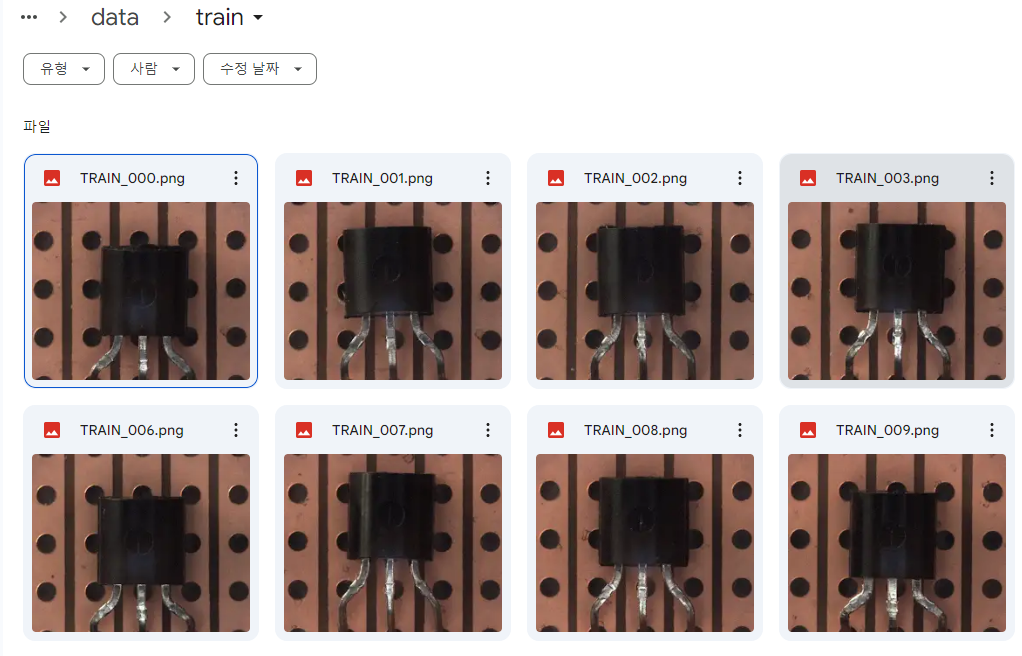 ... > data > train
유형
사람
수정 날짜
파일
TRAIN_000.png
TRAIN_001.png
TRAIN_002.png
TRAIN_003.png
TRAIN_006.png
TRAIN_007.png
TRAIN_008.png
TRAIN_009.png